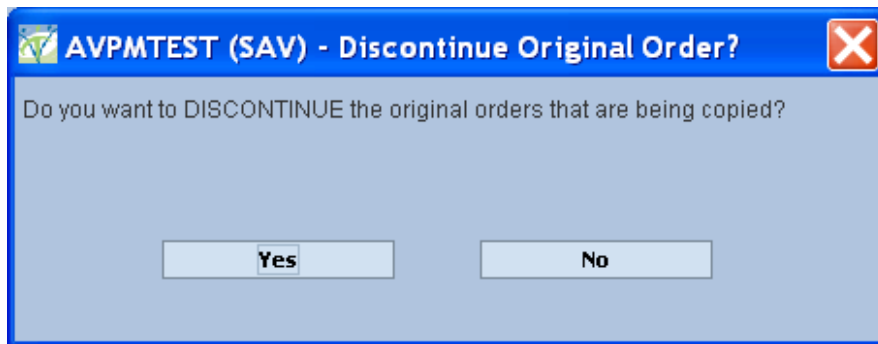 AVPMTEST (SAV) - Discontinue Original Order?
Do you want to DISCONTINUE the original orders that are being copied?
Yes No